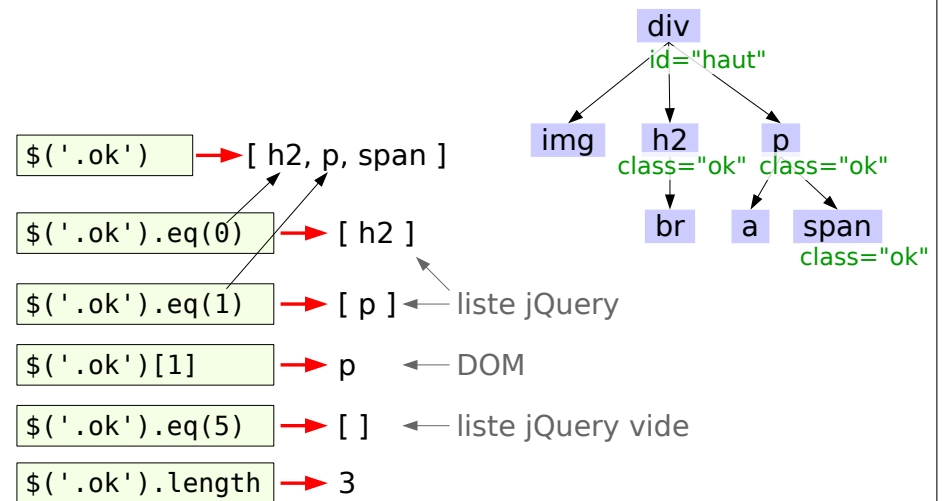 div
id="haut"
img h2 p
class="ok" class="ok"
br a span
class="ok"
$('.ok') [ h2, p, span ]
$('.ok').eq(0) [ h2 ]
$('.ok').eq(1) [ p ] liste jQuery
$('.ok')[1] p DOM
$('.ok').eq(5) [ ] liste jQuery vide
$('.ok').length 3